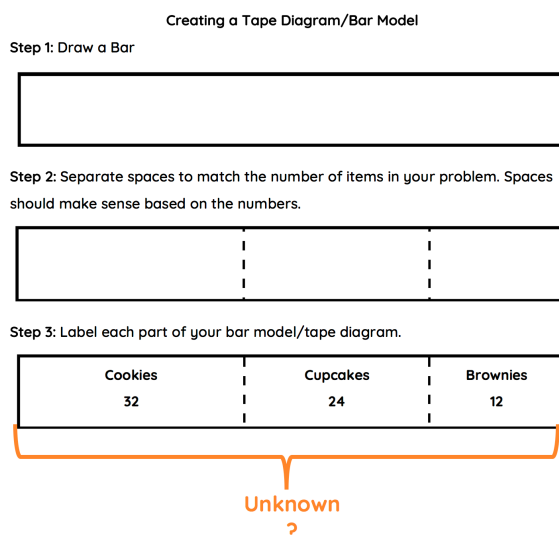 Creating a Tape Diagram/Bar Model
Step 1: Draw a Bar
Step 2: Separate spaces to match the number of items in your problem. Spaces
should make sense based on the numbers.
Step 3: Label each part of your bar model/tape diagram.
Cookies Cupcakes Brownies
32 24 12
Unknown
?